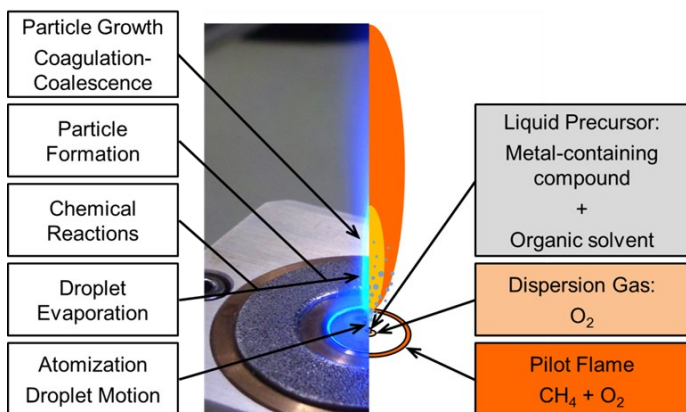 Particle Growth
Coagulation-
Coalescence
Particle
Formation
Chemical
Reactions
Droplet
Evaporation
Atomization
Droplet Motion
Liquid Precursor:
Metal-containing
compound
+
Organic solvent
Dispersion Gas:
O₂
Pilot Flame
CH₄ + O₂